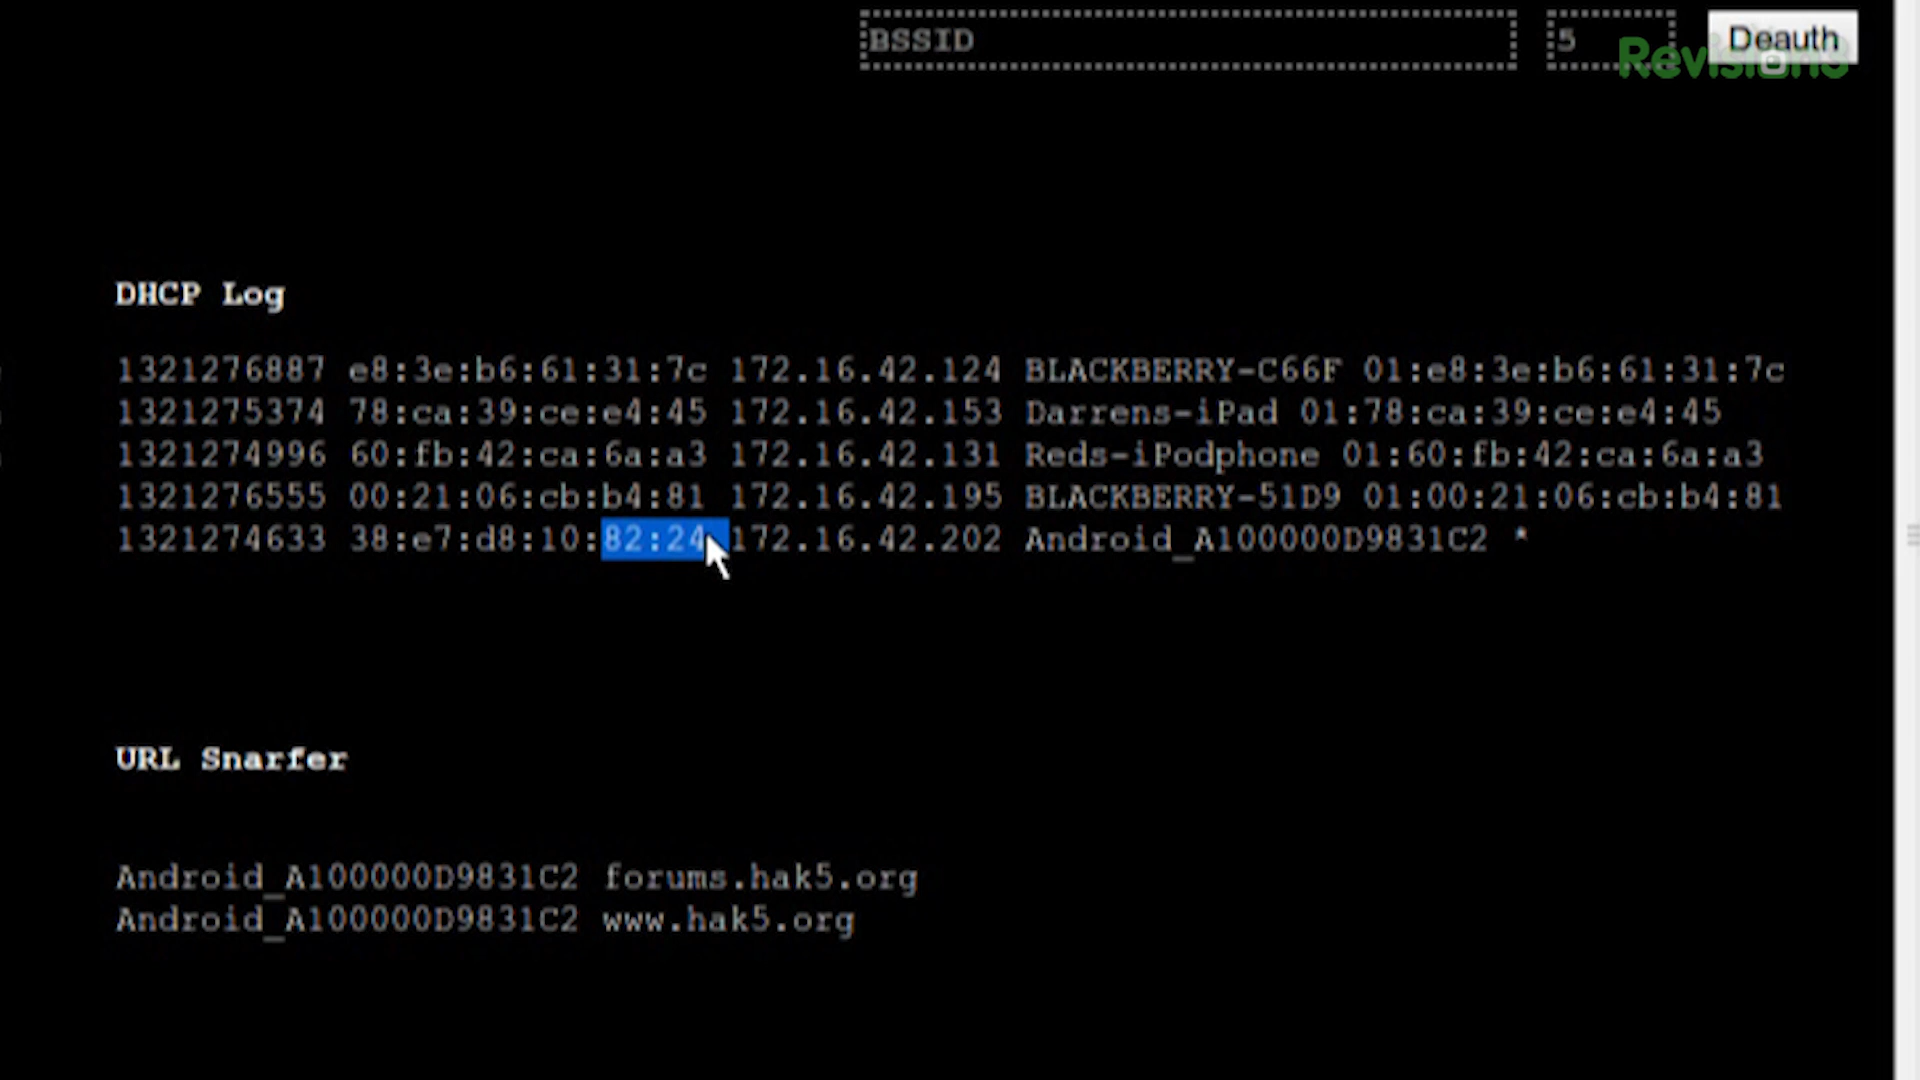 BSSID 5 Deauth
Revision3
DHCP Log
1321276887 e8:3e:b6:61:31:7c 172.16.42.124 BLACKBERRY-C66F 01:e8:3e:b6:61:31:7c
1321275374 78:ca:39:ce:e4:45 172.16.42.153 Darrens-iPad 01:78:ca:39:ce:e4:45
1321274996 60:fb:42:ca:6a:a3 172.16.42.131 Reds-iPodphone 01:60:fb:42:ca:6a:a3
1321276555 00:21:06:cb:b4:81 172.16.42.195 BLACKBERRY-51D9 01:00:21:06:cb:b4:81
1321274633 38:e7:d8:10:82:24 172.16.42.202 Android_A100000D9831C2 *
URL Snarfer
Android_A100000D9831C2 forums.hak5.org
Android_A100000D9831C2 www.hak5.org